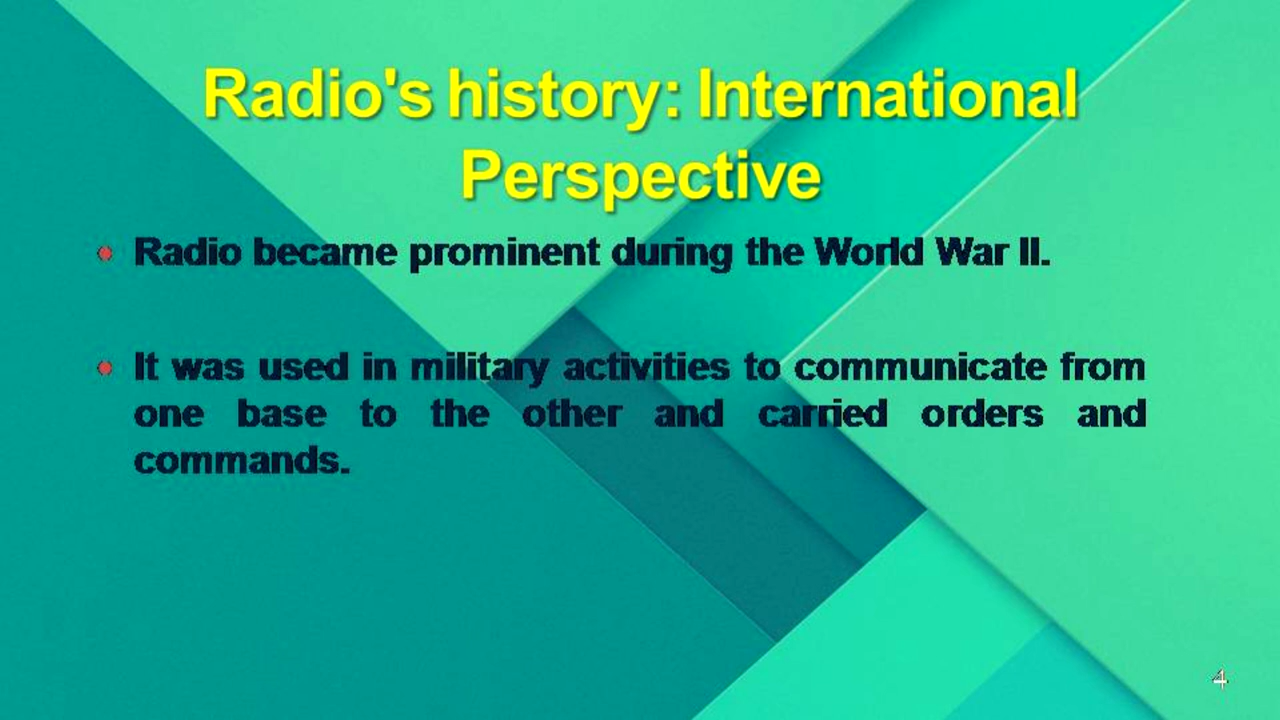 Radio's history: International
Perspective
• Radio became prominent during the World War II.
• It was used in military activities to communicate from
one base to the other and carried orders and
commands.
4